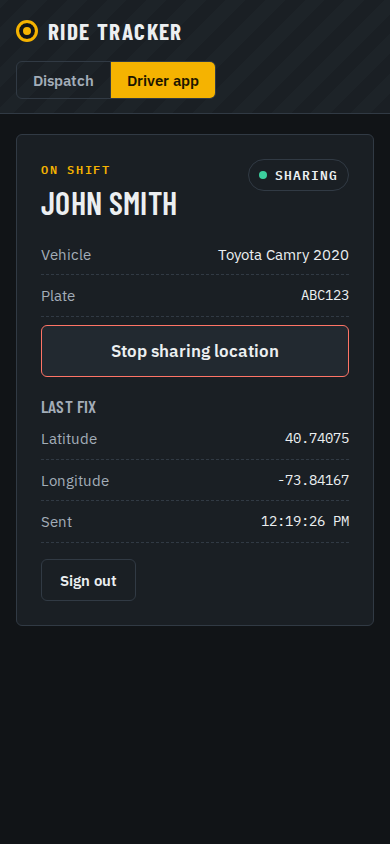 RIDE TRACKER
Dispatch Driver app
ON SHIFT
SHARING
JOHN SMITH
Vehicle Toyota Camry 2020
Plate ABC123
Stop sharing location
LAST FIX
Latitude 40.74075
Longitude -73.84167
Sent 12:19:26 PM
Sign out